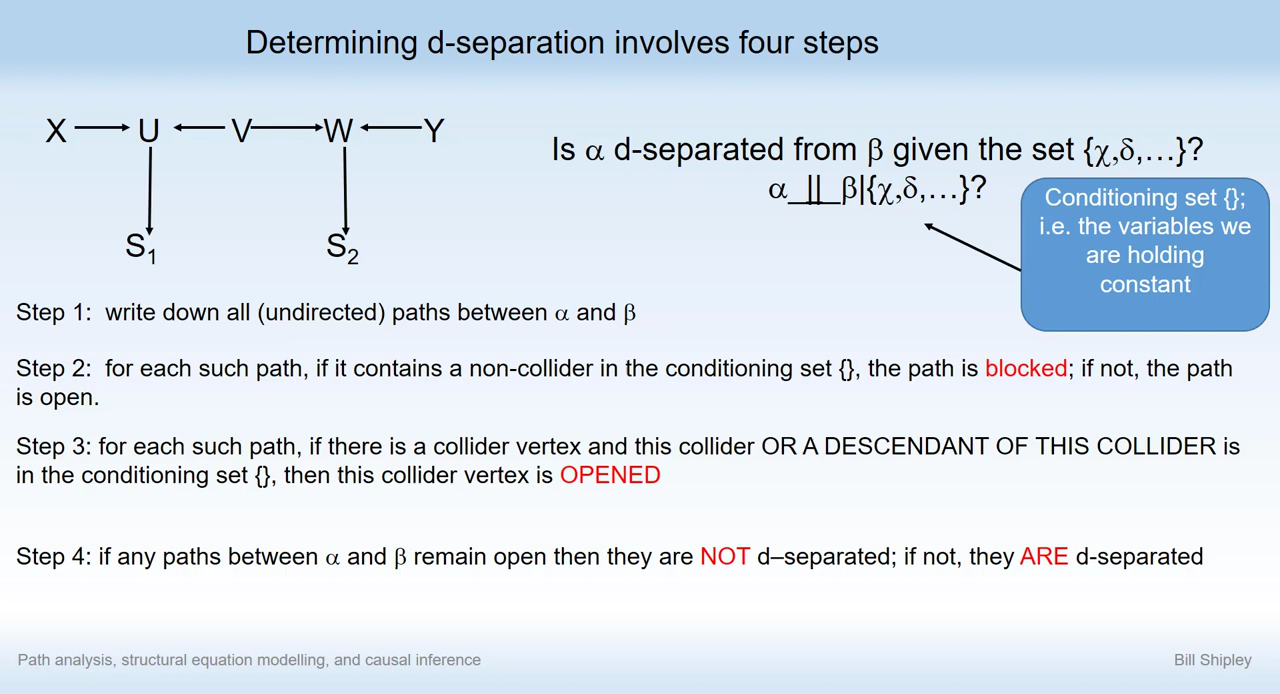 Determining d-separation involves four steps
X → U ← V → W ← Y
S₁ S₂
Is α d-separated from β given the set {χ,δ,…}?
α _||_ β|{χ,δ,…}?
Conditioning set {};
i.e. the variables we
are holding
constant
Step 1: write down all (undirected) paths between α and β
Step 2: for each such path, if it contains a non-collider in the conditioning set {}, the path is blocked; if not, the path
is open.
Step 3: for each such path, if there is a collider vertex and this collider OR A DESCENDANT OF THIS COLLIDER is
in the conditioning set {}, then this collider vertex is OPENED
Step 4: if any paths between α and β remain open then they are NOT d–separated; if not, they ARE d-separated
Path analysis, structural equation modelling, and causal inference
Bill Shipley